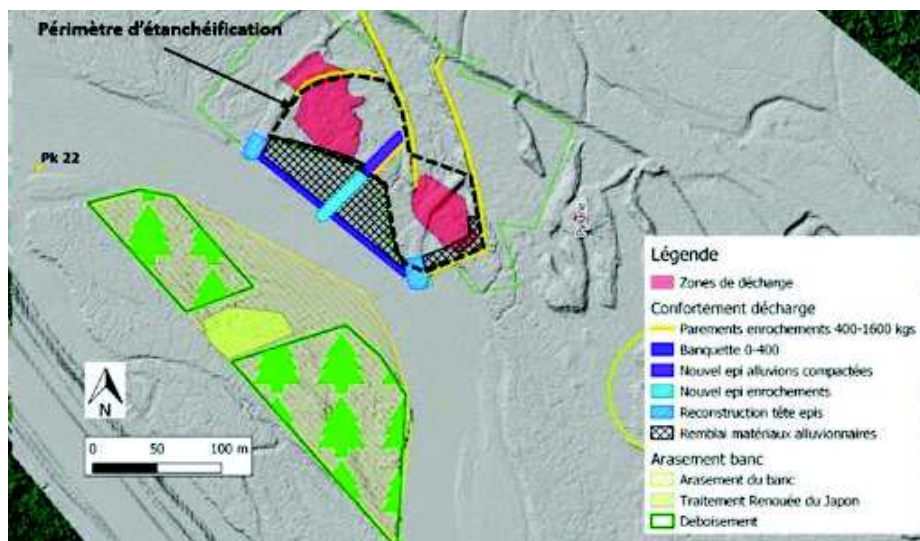 Périmètre d'étanchéification
Pk 22
N
0 50 100 m
Légende
Zones de décharge
Confortement décharge
Parements enrochements 400-1600 kgs
Banquette 0-400
Nouvel epi alluvions compactées
Nouvel epi enrochements
Reconstruction tête epis
Remblai matériaux alluvionnaires
Arasement banc
Arasement du banc
Traitement Renouée du Japon
Deboisement